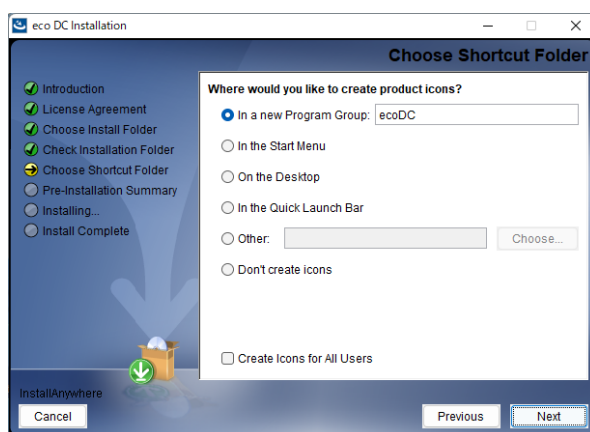 eco DC Installation
Choose Shortcut Folder
Introduction
License Agreement
Choose Install Folder
Check Installation Folder
Choose Shortcut Folder
Pre-Installation Summary
Installing...
Install Complete
Where would you like to create product icons?
In a new Program Group: ecoDC
In the Start Menu
On the Desktop
In the Quick Launch Bar
Other: Choose...
Don't create icons
Create Icons for All Users
InstallAnywhere
Cancel Previous Next